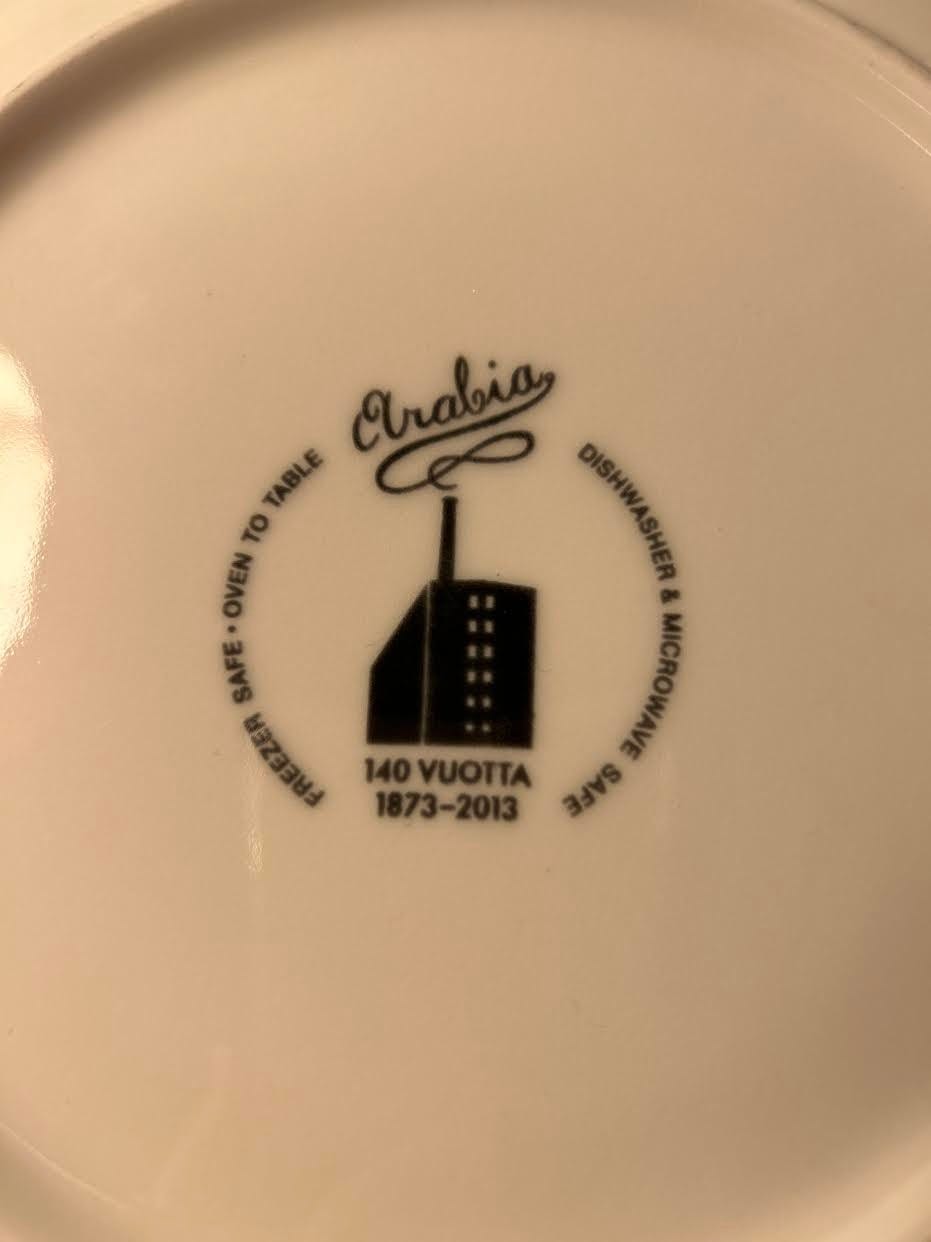 Arabia
FREEZER SAFE • OVEN TO TABLE
DISHWASHER & MICROWAVE SAFE
140 VUOTTA
1873–2013